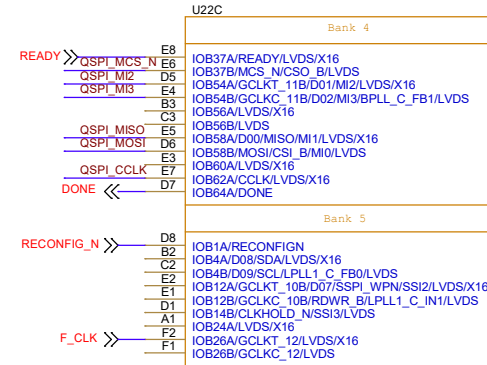 U22C
Bank 4
READY E8 IOB37A/READY/LVDS/X16
QSPI_MCS_N E6 IOB37B/MCS_N/CSO_B/LVDS
QSPI_MI2 D5 IOB54A/GCLKT_11B/D01/MI2/LVDS/X16
QSPI_MI3 E4 IOB54B/GCLKC_11B/D02/MI3/BPLL_C_FB1/LVDS
B3 IOB56A/LVDS/X16
C3 IOB56B/LVDS
QSPI_MISO E5 IOB58A/D00/MISO/MI1/LVDS/X16
QSPI_MOSI D6 IOB58B/MOSI/CSI_B/MI0/LVDS
E3 IOB60A/LVDS/X16
QSPI_CCLK E7 IOB62A/CCLK/LVDS/X16
DONE D7 IOB64A/DONE
Bank 5
RECONFIG_N D8 IOB1A/RECONFIGN
B2 IOB4A/D08/SDA/LVDS/X16
C2 IOB4B/D09/SCL/LPLL1_C_FB0/LVDS
E2 IOB12A/GCLKT_10B/D07/SSPI_WPN/SSI2/LVDS/X16
E1 IOB12B/GCLKC_10B/RDWR_B/LPLL1_C_IN1/LVDS
D1 IOB14B/CLKHOLD_N/SSI3/LVDS
A1 IOB24A/LVDS/X16
F_CLK F2 IOB26A/GCLKT_12/LVDS/X16
F1 IOB26B/GCLKC_12/LVDS